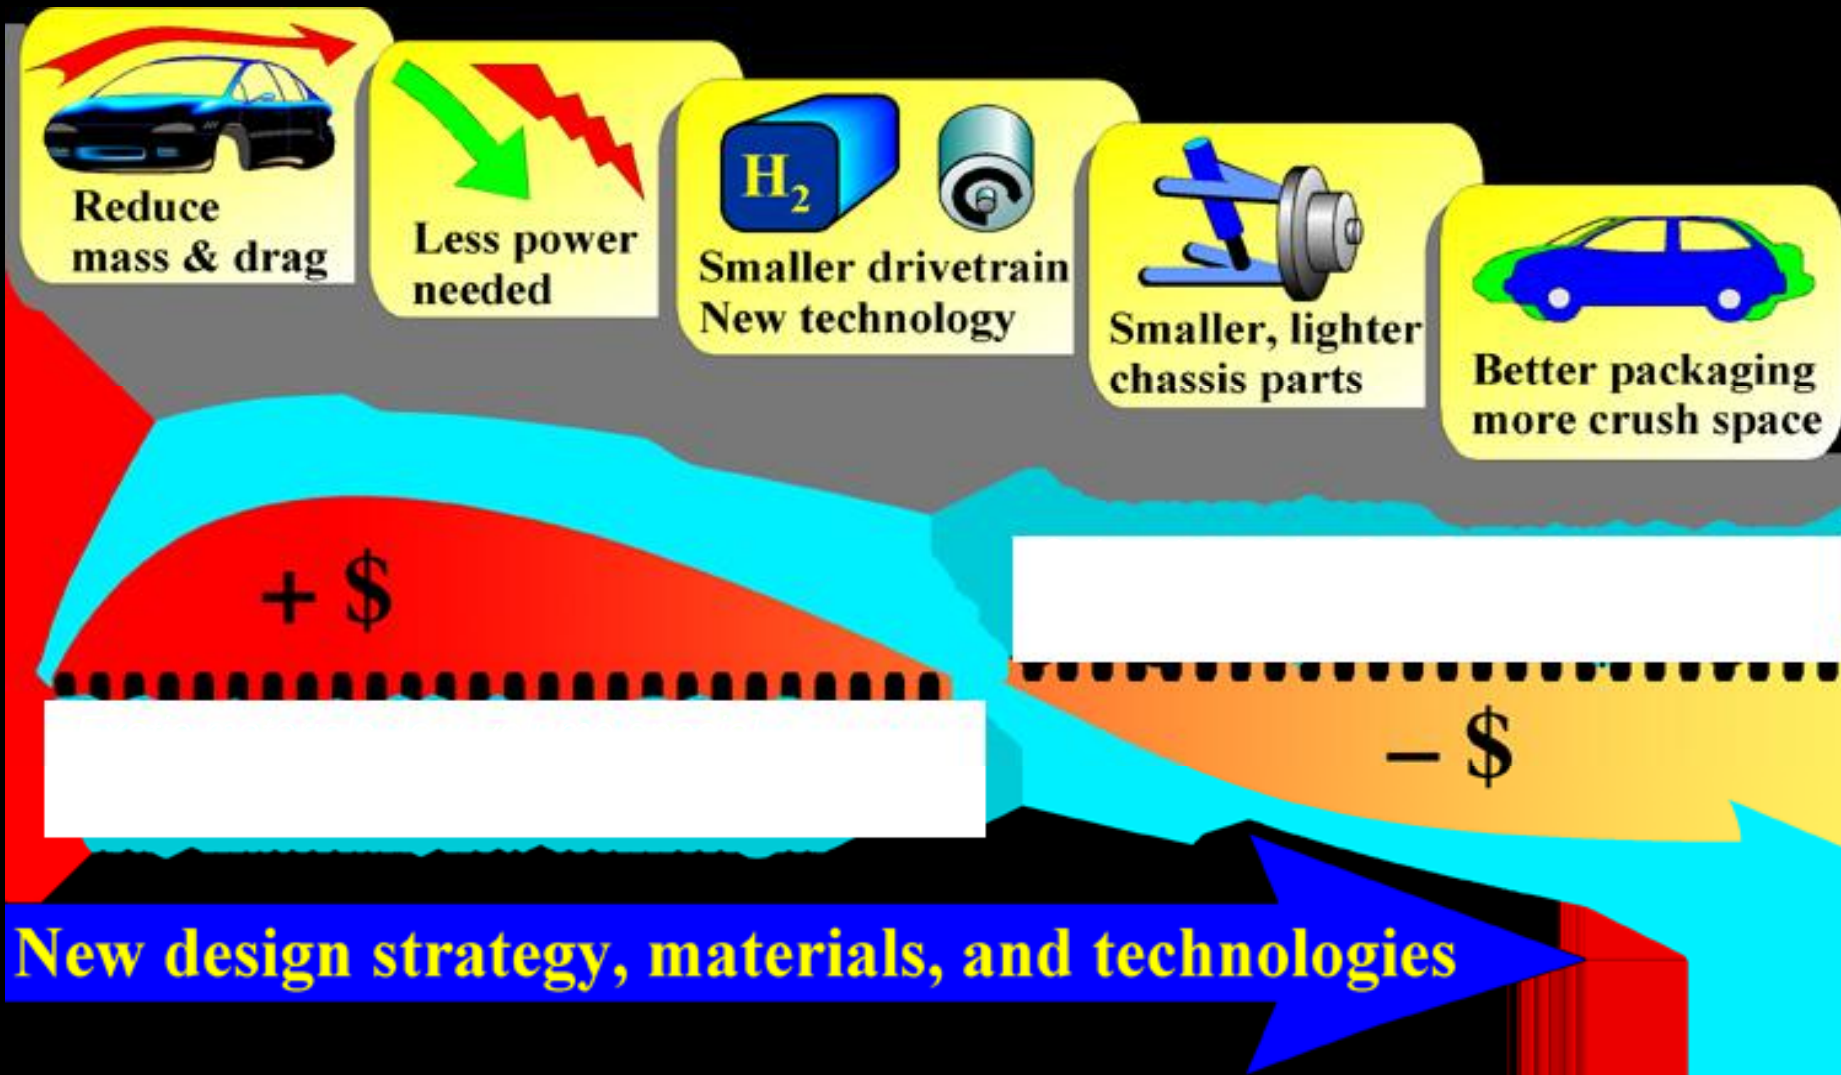 Reduce
mass & drag
Less power
needed
H2
Smaller drivetrain
New technology
Smaller, lighter
chassis parts
Better packaging
more crush space
+ $
– $
New design strategy, materials, and technologies